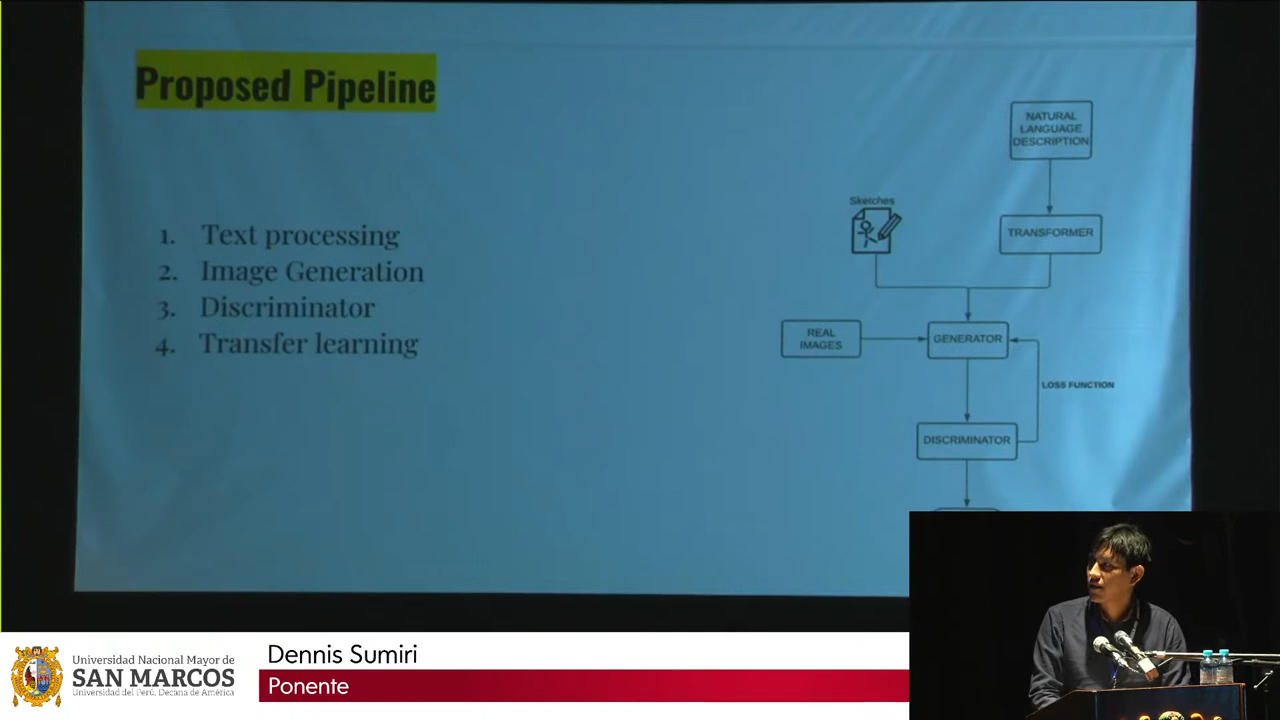 Proposed Pipeline
1. Text processing
2. Image Generation
3. Discriminator
4. Transfer learning
NATURAL
LANGUAGE
DESCRIPTION
Sketches
TRANSFORMER
REAL
IMAGES
GENERATOR
LOSS FUNCTION
DISCRIMINATOR
Universidad Nacional Mayor de
SAN MARCOS
Universidad del Perú. Decana de América
Dennis Sumiri
Ponente